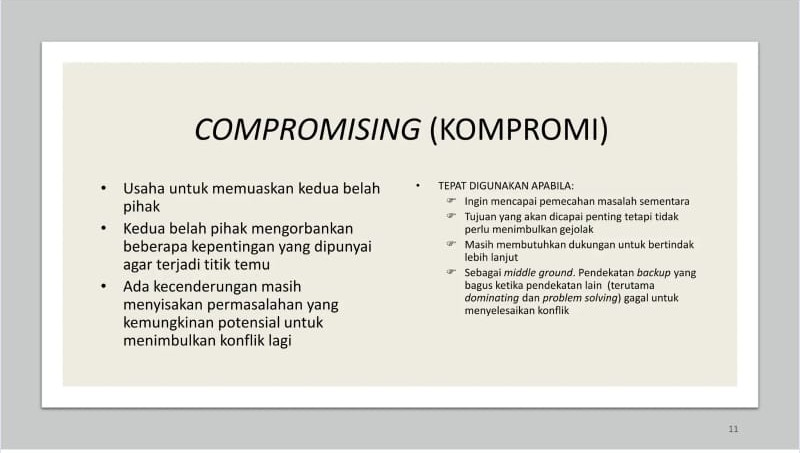 COMPROMISING (KOMPROMI)
• Usaha untuk memuaskan kedua belah
pihak
• Kedua belah pihak mengorbankan
beberapa kepentingan yang dipunyai
agar terjadi titik temu
• Ada kecenderungan masih
menyisakan permasalahan yang
kemungkinan potensial untuk
menimbulkan konflik lagi
• TEPAT DIGUNAKAN APABILA:
☞ Ingin mencapai pemecahan masalah sementara
☞ Tujuan yang akan dicapai penting tetapi tidak
perlu menimbulkan gejolak
☞ Masih membutuhkan dukungan untuk bertindak
lebih lanjut
☞ Sebagai middle ground. Pendekatan backup yang
bagus ketika pendekatan lain (terutama
dominating dan problem solving) gagal untuk
menyelesaikan konflik
11